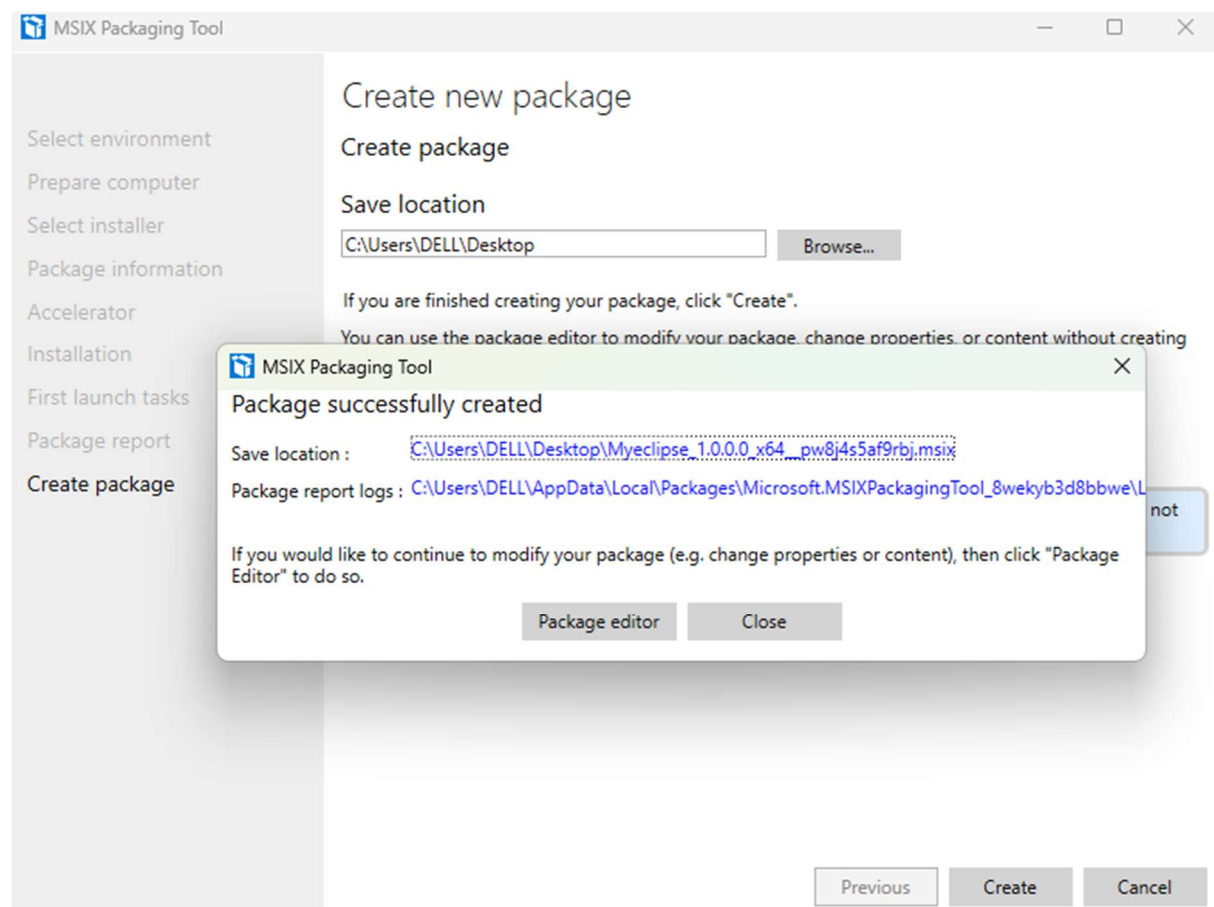 MSIX Packaging Tool
Create new package
Select environment
Create package
Prepare computer
Save location
Select installer
C:\Users\DELL\Desktop
Browse...
Package information
If you are finished creating your package, click "Create".
Accelerator
You can use the package editor to modify your package, change properties, or content without creating
Installation
MSIX Packaging Tool
First launch tasks
Package successfully created
Package report
Save location :
C:\Users\DELL\Desktop\Myeclipse_1.0.0.0_x64__pw8j4s5af9rbj.msix
Create package
Package report logs :
C:\Users\DELL\AppData\Local\Packages\Microsoft.MSIXPackagingTool_8wekyb3d8bbwe\L
not
If you would like to continue to modify your package (e.g. change properties or content), then click "Package
Editor" to do so.
Package editor
Close
Previous
Create
Cancel